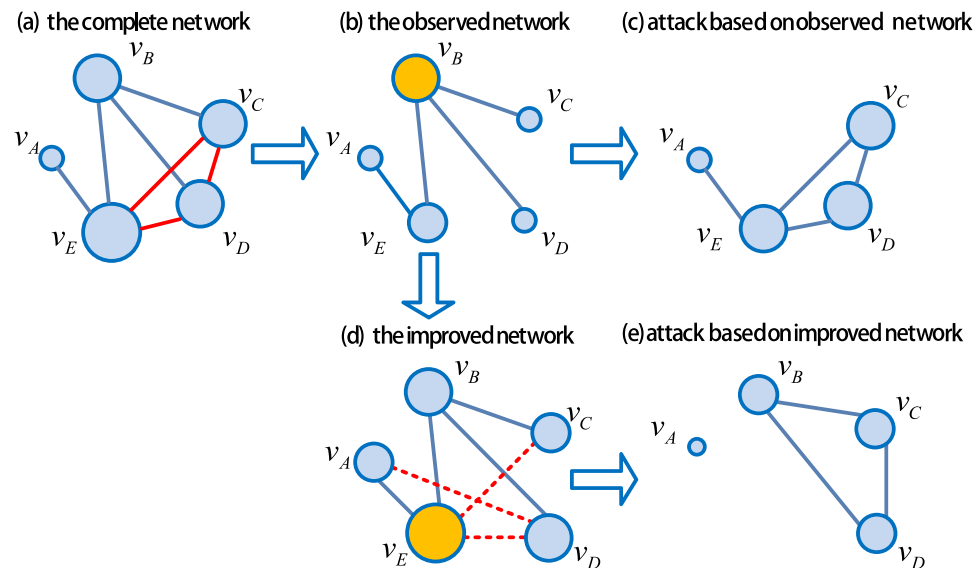 (a) the complete network
(b) the observed network
(c) attack based on observed network
v_B
v_C
v_A
v_E
v_D
v_B
v_C
v_A
v_E
v_D
v_C
v_A
v_E
v_D
(d) the improved network
(e) attack based on improved network
v_B
v_C
v_A
v_E
v_D
v_B
v_C
v_A
v_D